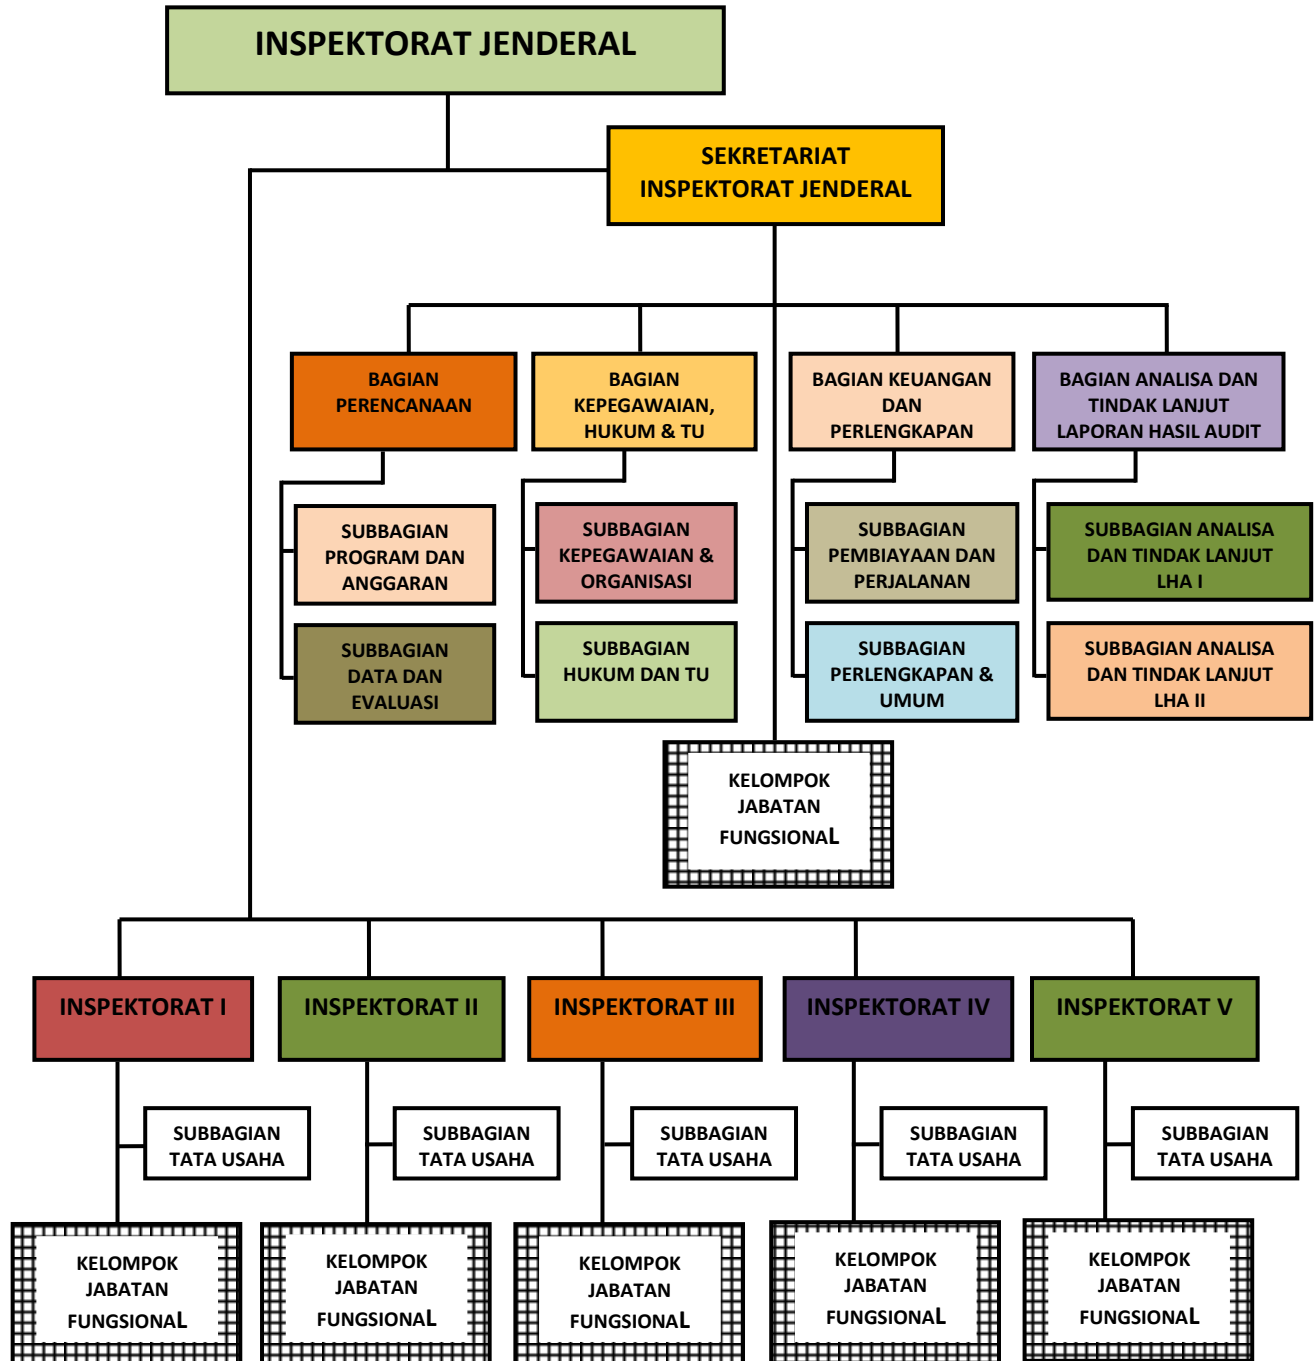 INSPEKTORAT JENDERAL
SEKRETARIAT
INSPEKTORAT JENDERAL
BAGIAN
PERENCANAAN
BAGIAN
KEPEGAWAIAN,
HUKUM & TU
BAGIAN KEUANGAN
DAN
PERLENGKAPAN
BAGIAN ANALISA DAN
TINDAK LANJUT
LAPORAN HASIL AUDIT
SUBBAGIAN
PROGRAM DAN
ANGGARAN
SUBBAGIAN
KEPEGAWAIAN &
ORGANISASI
SUBBAGIAN
PEMBIAYAAN DAN
PERJALANAN
SUBBAGIAN ANALISA
DAN TINDAK LANJUT
LHA I
SUBBAGIAN
DATA DAN
EVALUASI
SUBBAGIAN
HUKUM DAN TU
SUBBAGIAN
PERLENGKAPAN &
UMUM
SUBBAGIAN ANALISA
DAN TINDAK LANJUT
LHA II
KELOMPOK
JABATAN
FUNGSIONAL
INSPEKTORAT I
INSPEKTORAT II
INSPEKTORAT III
INSPEKTORAT IV
INSPEKTORAT V
SUBBAGIAN
TATA USAHA
SUBBAGIAN
TATA USAHA
SUBBAGIAN
TATA USAHA
SUBBAGIAN
TATA USAHA
SUBBAGIAN
TATA USAHA
KELOMPOK
JABATAN
FUNGSIONAL
KELOMPOK
JABATAN
FUNGSIONAL
KELOMPOK
JABATAN
FUNGSIONAL
KELOMPOK
JABATAN
FUNGSIONAL
KELOMPOK
JABATAN
FUNGSIONAL